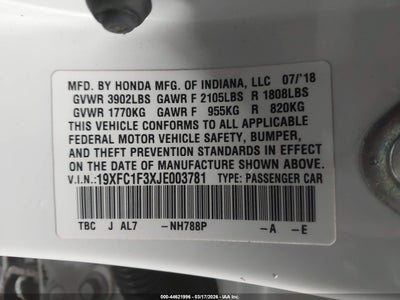 MFD. BY HONDA MFG. OF INDIANA, LLC 07/'18
GVWR 3902LBS GAWR F 2105LBS R 1808LBS
GVWR 1770KG GAWR F 955KG R 820KG
THIS VEHICLE CONFORMS TO ALL APPLICABLE
FEDERAL MOTOR VEHICLE SAFETY, BUMPER,
AND THEFT PREVENTION STANDARDS IN EFFECT
ON THE DATE OF MANUFACTURE SHOWN ABOVE.
V.I.N.: 19XFC1F3XJE003781 TYPE: PASSENGER CAR
TBC J AL7 -NH788P -A -E
000-44621996 - 03/17/2026 - IAAI.COM